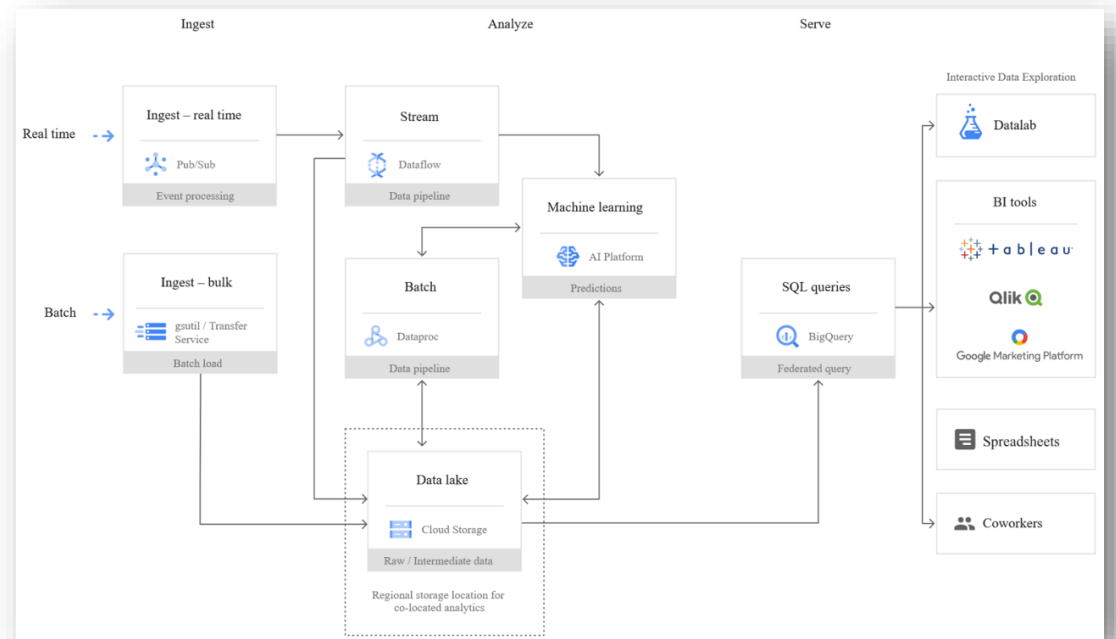 Ingest
Analyze
Serve
Interactive Data Exploration
Real time
Ingest – real time
Pub/Sub
Event processing
Stream
Dataflow
Data pipeline
Datalab
Machine learning
AI Platform
Predictions
BI tools
+ a b l e a u
Qlik
Google Marketing Platform
Batch
Ingest – bulk
gsutil / Transfer
Service
Batch load
Batch
Dataproc
Data pipeline
SQL queries
BigQuery
Federated query
Spreadsheets
Data lake
Cloud Storage
Raw / Intermediate data
Regional storage location for
co-located analytics
Coworkers